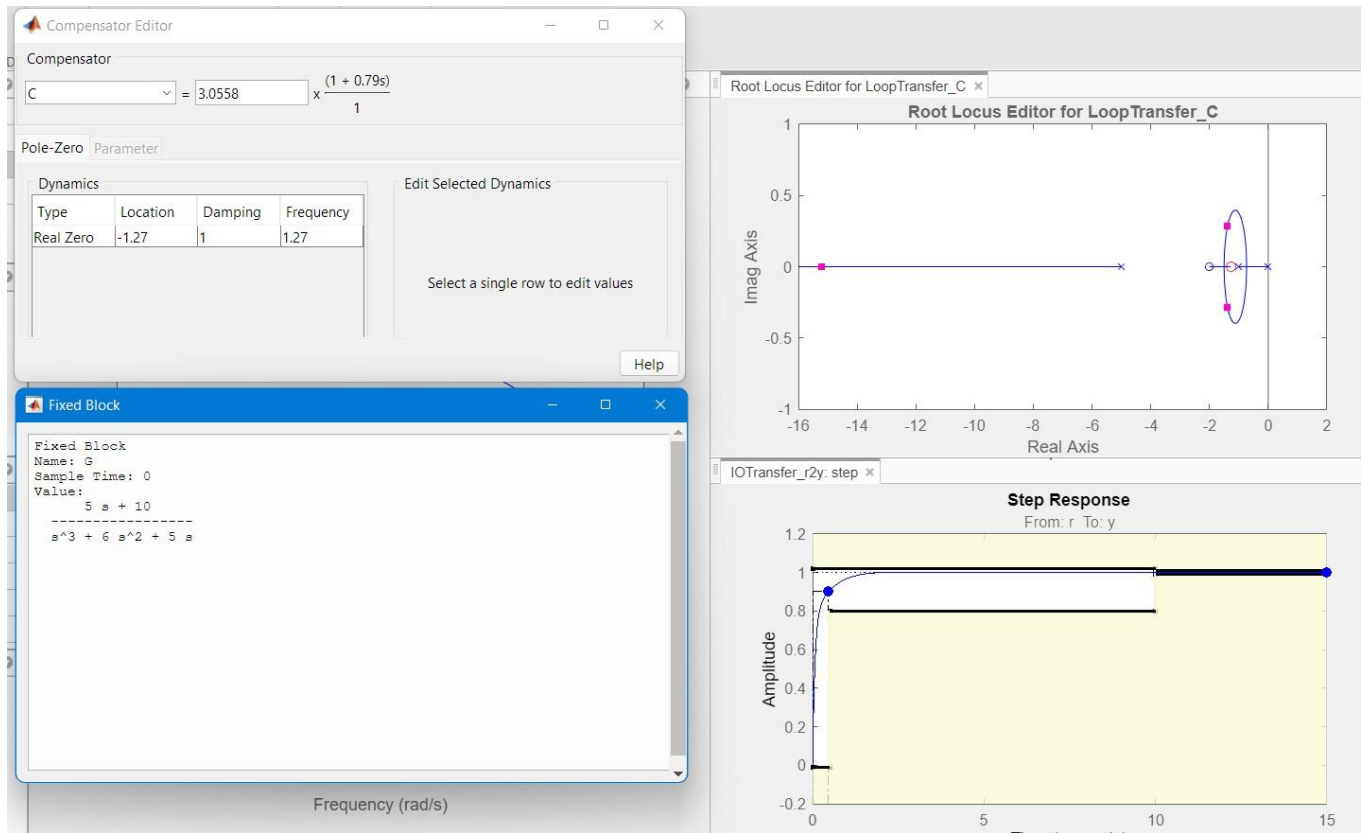 Compensator Editor
Compensator
C = 3.0558 x (1 + 0.79s)
1
Pole-Zero Parameter
Dynamics
Type Location Damping Frequency
Real Zero -1.27 1 1.27
Edit Selected Dynamics
Select a single row to edit values
Help
Fixed Block
Fixed Block
Name: G
Sample Time: 0
Value:
5 s + 10
-----------------
s^3 + 6 s^2 + 5 s
Frequency (rad/s)
Root Locus Editor for LoopTransfer_C
Root Locus Editor for LoopTransfer_C
1
0.5
0
-0.5
-1
Imag Axis
-16 -14 -12 -10 -8 -6 -4 -2 0 2
Real Axis
IOTransfer_r2y: step
Step Response
From: r To: y
1.2
1
0.8
0.6
0.4
0.2
0
-0.2
Amplitude
0 5 10 15